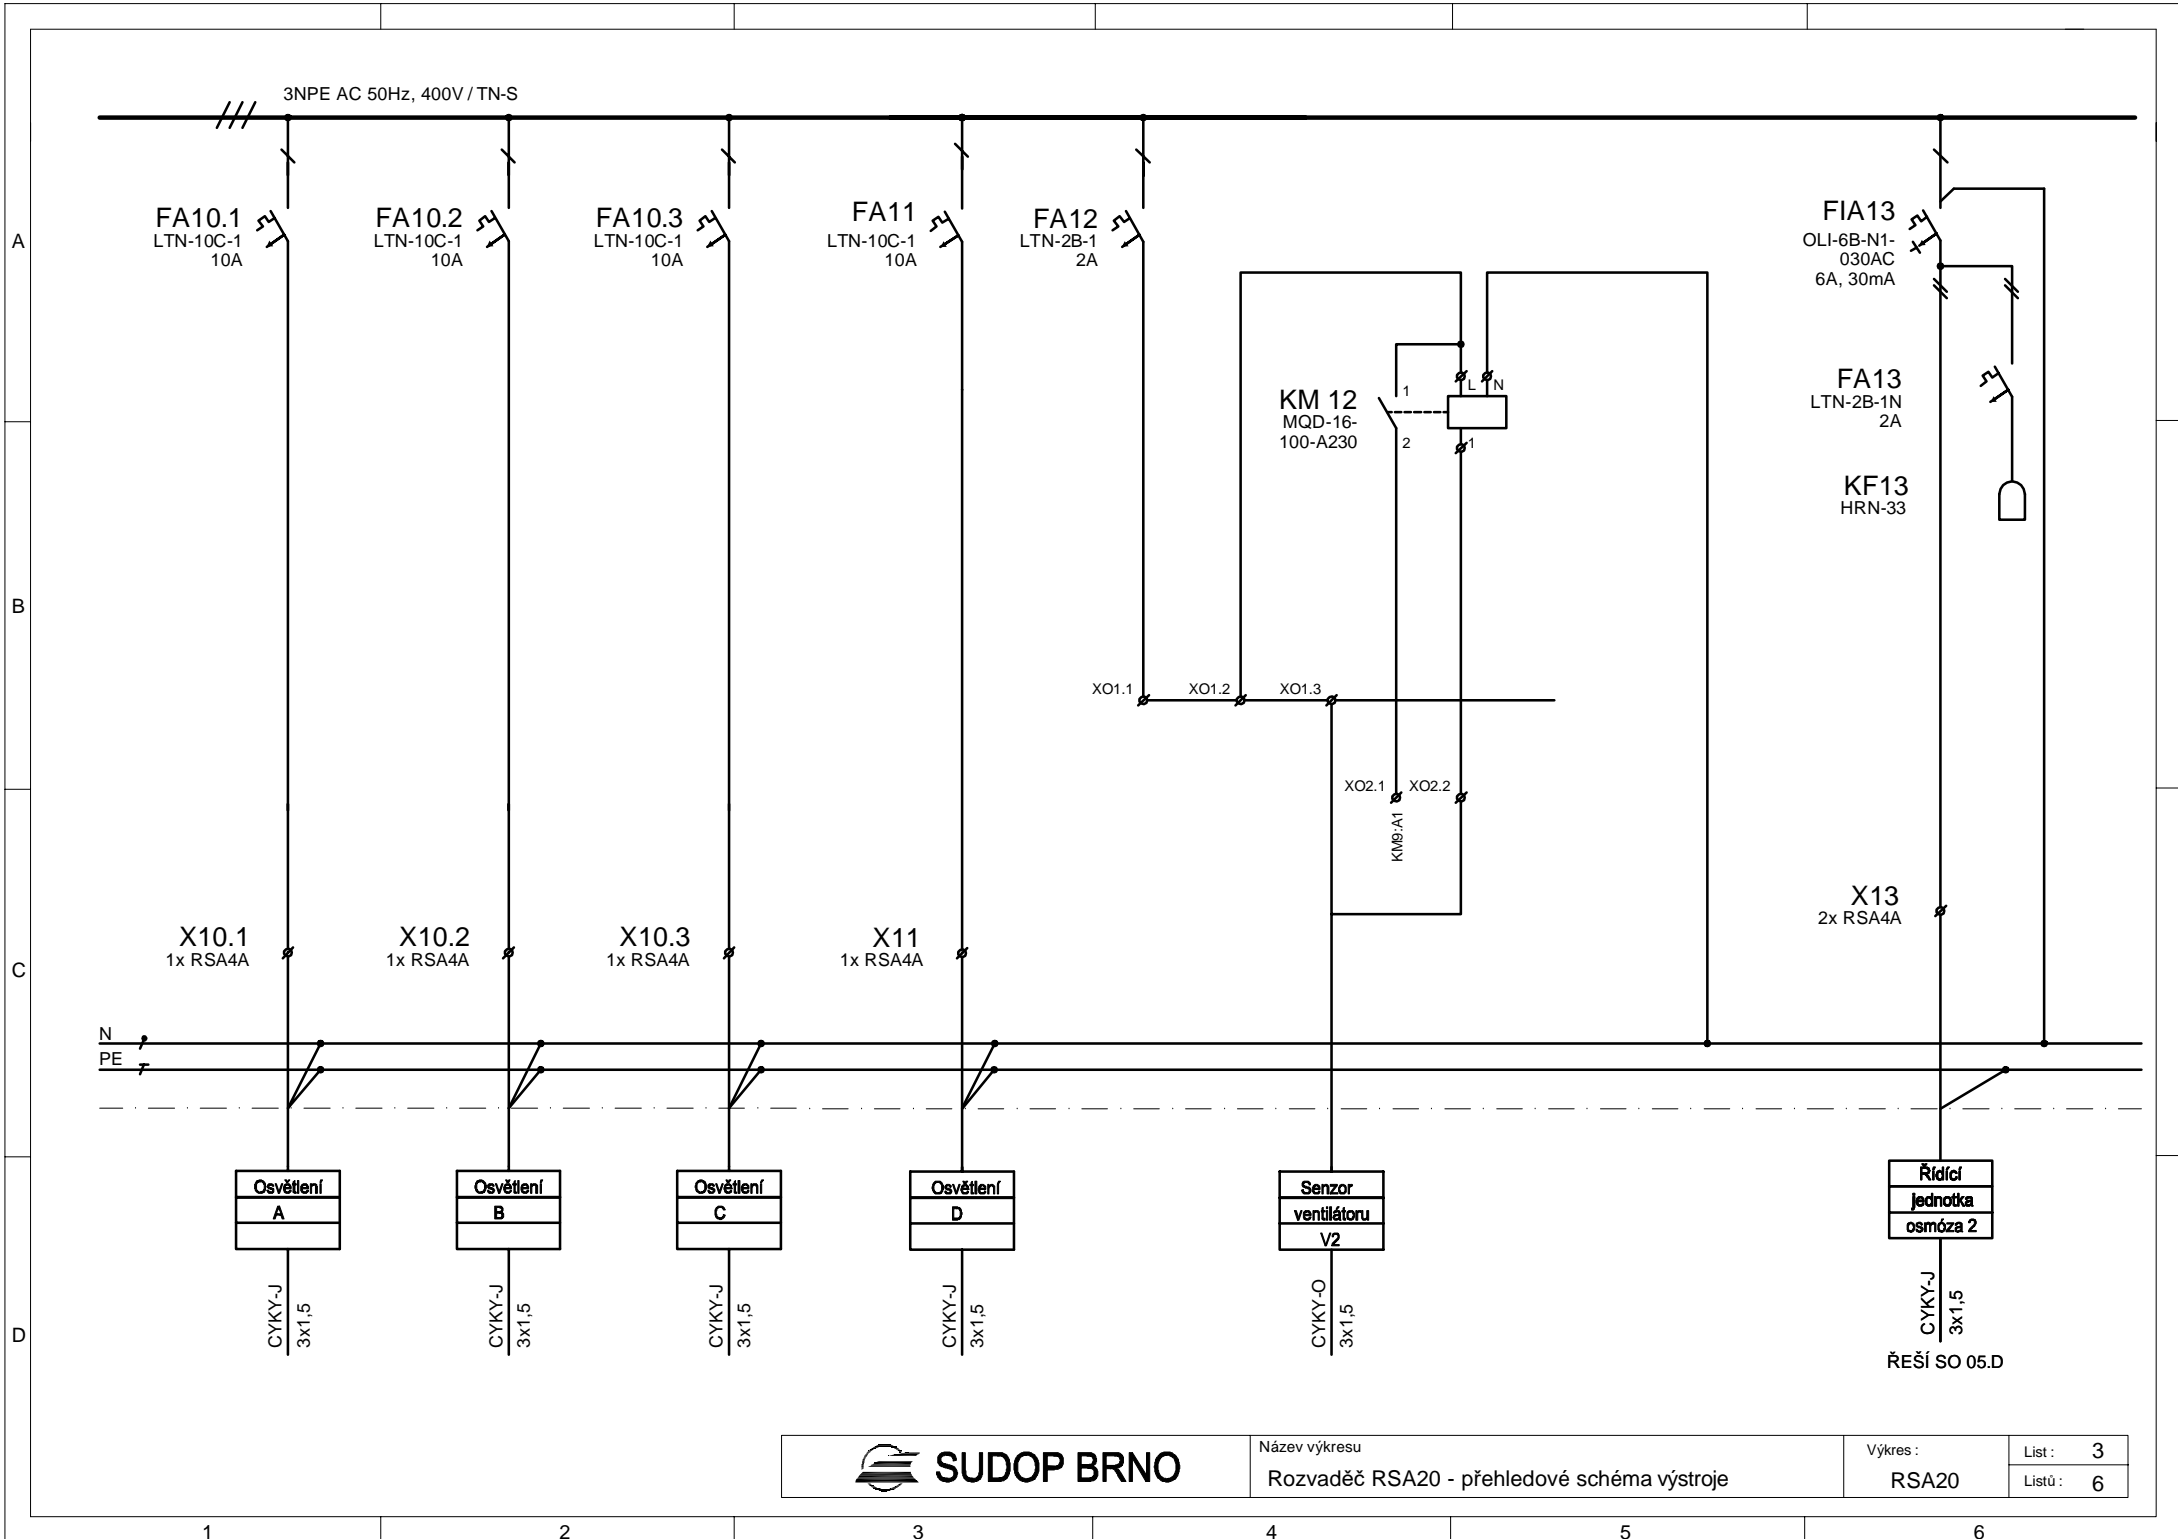 3NPE AC 50Hz, 400V / TN-S
A
FA10.1
LTN-10C-1
10A
FA10.2
LTN-10C-1
10A
FA10.3
LTN-10C-1
10A
FA11
LTN-10C-1
10A
FA12
LTN-2B-1
2A
FIA13
OLI-6B-N1-
030AC
6A, 30mA
KM 12
MQD-16-
100-A230
1
2
L
N
1
FA13
LTN-2B-1N
2A
KF13
HRN-33
B
XO1.1
XO1.2
XO1.3
XO2.1
XO2.2
KM9:A1
C
X10.1
1x RSA4A
X10.2
1x RSA4A
X10.3
1x RSA4A
X11
1x RSA4A
X13
2x RSA4A
N
PE
Osvětlení
A
Osvětlení
B
Osvětlení
C
Osvětlení
D
Senzor
ventilátoru
V2
Řídící
jednotka
osmóza 2
D
CYKY-J
3x1,5
CYKY-J
3x1,5
CYKY-J
3x1,5
CYKY-J
3x1,5
CYKY-O
3x1,5
CYKY-J
3x1,5
ŘEŠÍ SO 05.D
SUDOP BRNO
Název výkresu
Rozvaděč RSA20 - přehledové schéma výstroje
Výkres :
RSA20
List : 3
Listů : 6
1
2
3
4
5
6